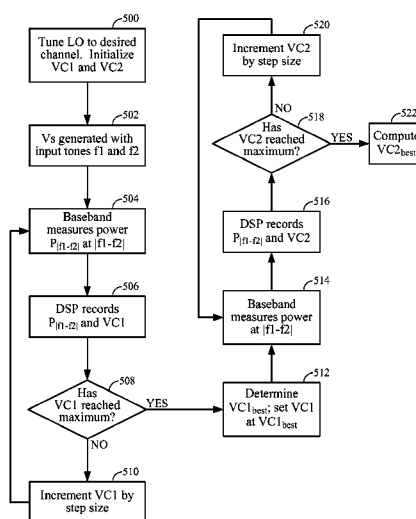 500
Tune LO to desired
channel. Initialize
VC1 and VC2
502
Vs generated with
input tones f1 and f2
504
Baseband
measures power
P|f1-f2| at |f1-f2|
506
DSP records
P|f1-f2| and VC1
508
Has
VC1 reached
maximum?
YES
NO
510
Increment VC1 by
step size
512
Determine
VC1best; set VC1
at VC1best
514
Baseband
measures power
at |f1-f2|
516
DSP records
P|f1-f2| and VC2
518
Has
VC2 reached
maximum?
NO
YES
520
Increment VC2
by step size
522
Compute
VC2best